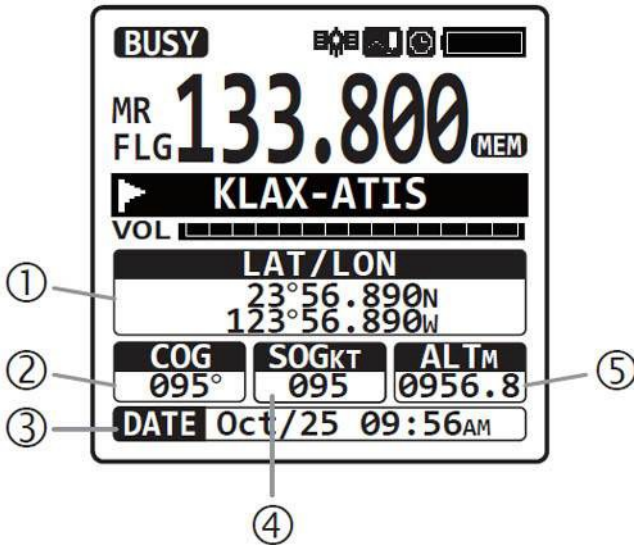 BUSY
MR
FLG 133.800 MEM
KLAX-ATIS
VOL
LAT/LON
23°56.890N
123°56.890W
COG SOGKT ALTM
095° 095 0956.8
DATE Oct/25 09:56AM
①
②
③
④
⑤